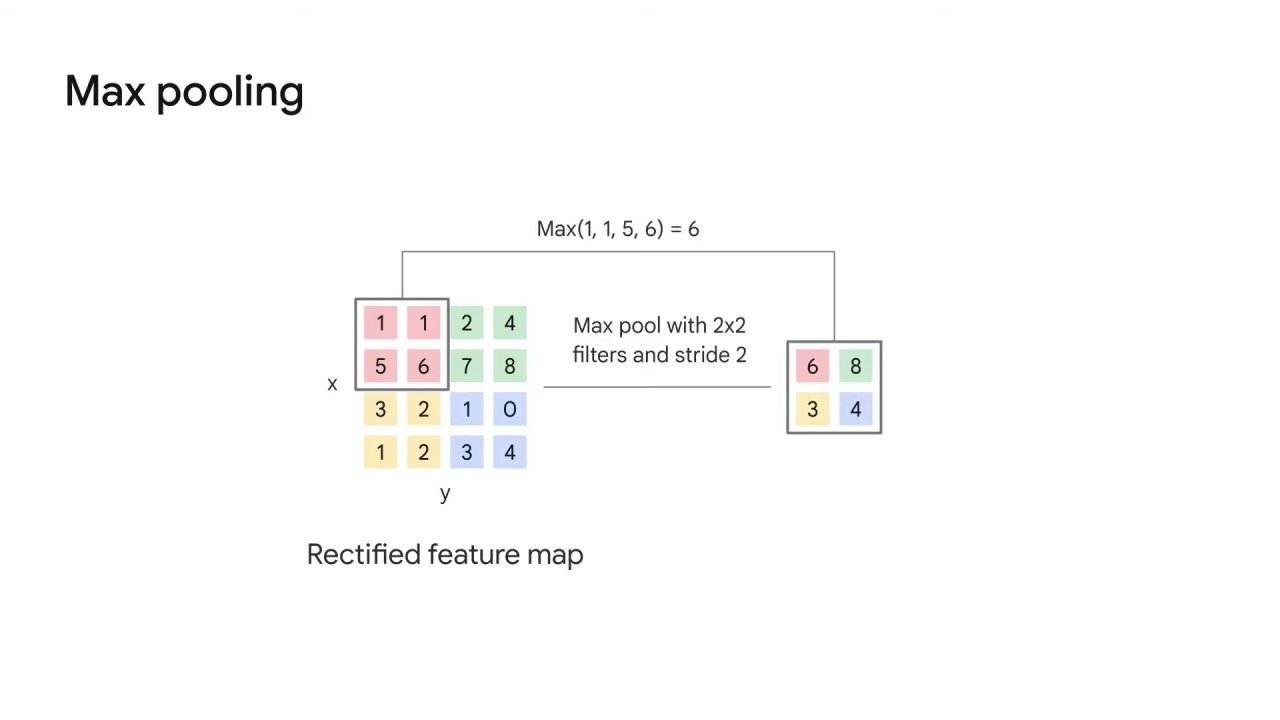 Max pooling
Max(1, 1, 5, 6) = 6
1 1 2 4
5 6 7 8
3 2 1 0
1 2 3 4
x
y
Rectified feature map
Max pool with 2x2
filters and stride 2
6 8
3 4